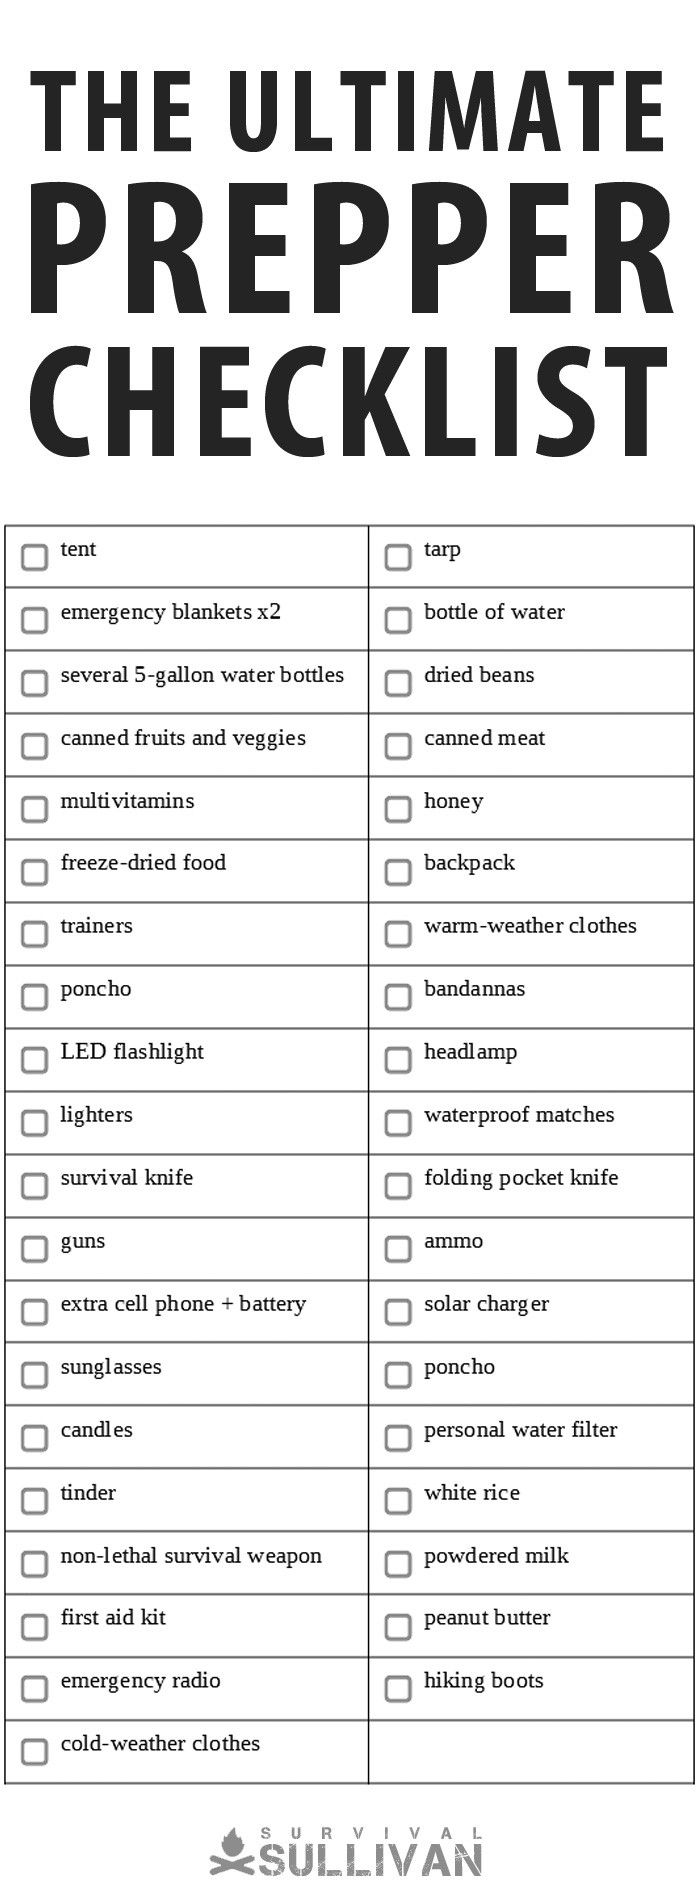 THE ULTIMATE
PREPPER
CHECKLIST
tent
tarp
emergency blankets x2
bottle of water
several 5-gallon water bottles
dried beans
canned fruits and veggies
canned meat
multivitamins
honey
freeze-dried food
backpack
trainers
warm-weather clothes
poncho
bandannas
LED flashlight
headlamp
lighters
waterproof matches
survival knife
folding pocket knife
guns
ammo
extra cell phone + battery
solar charger
sunglasses
poncho
candles
personal water filter
tinder
white rice
non-lethal survival weapon
powdered milk
first aid kit
peanut butter
emergency radio
hiking boots
cold-weather clothes
SURVIVAL
SULLIVAN